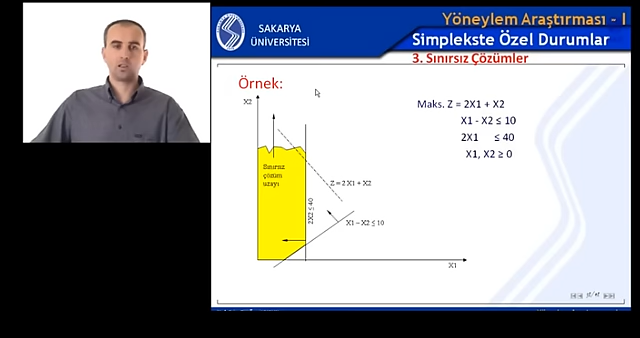 SAKARYA
ÜNİVERSİTESİ
Yöneylem Araştırması - I
Simplekste Özel Durumlar
3. Sınırsız Çözümler
Örnek:
X2
Maks. Z = 2X1 + X2
X1 - X2 ≤ 10
2X1 ≤ 40
X1, X2 ≥ 0
Sınırsız
çözüm
uzayı
Z = 2 X1 + X2
2X2 ≤ 40
X1 – X2 ≤ 10
X1